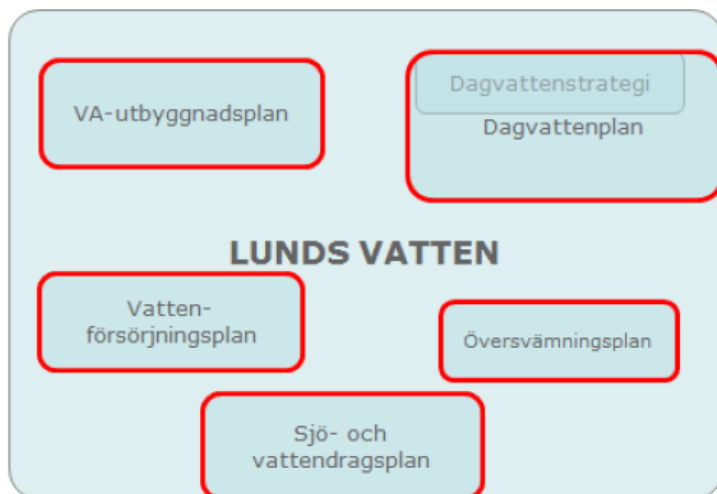 VA-utbyggnadsplan
Dagvattenstrategi
Dagvattenplan
LUNDS VATTEN
Vatten-
försörjningsplan
Översvämningsplan
Sjö- och
vattendragsplan